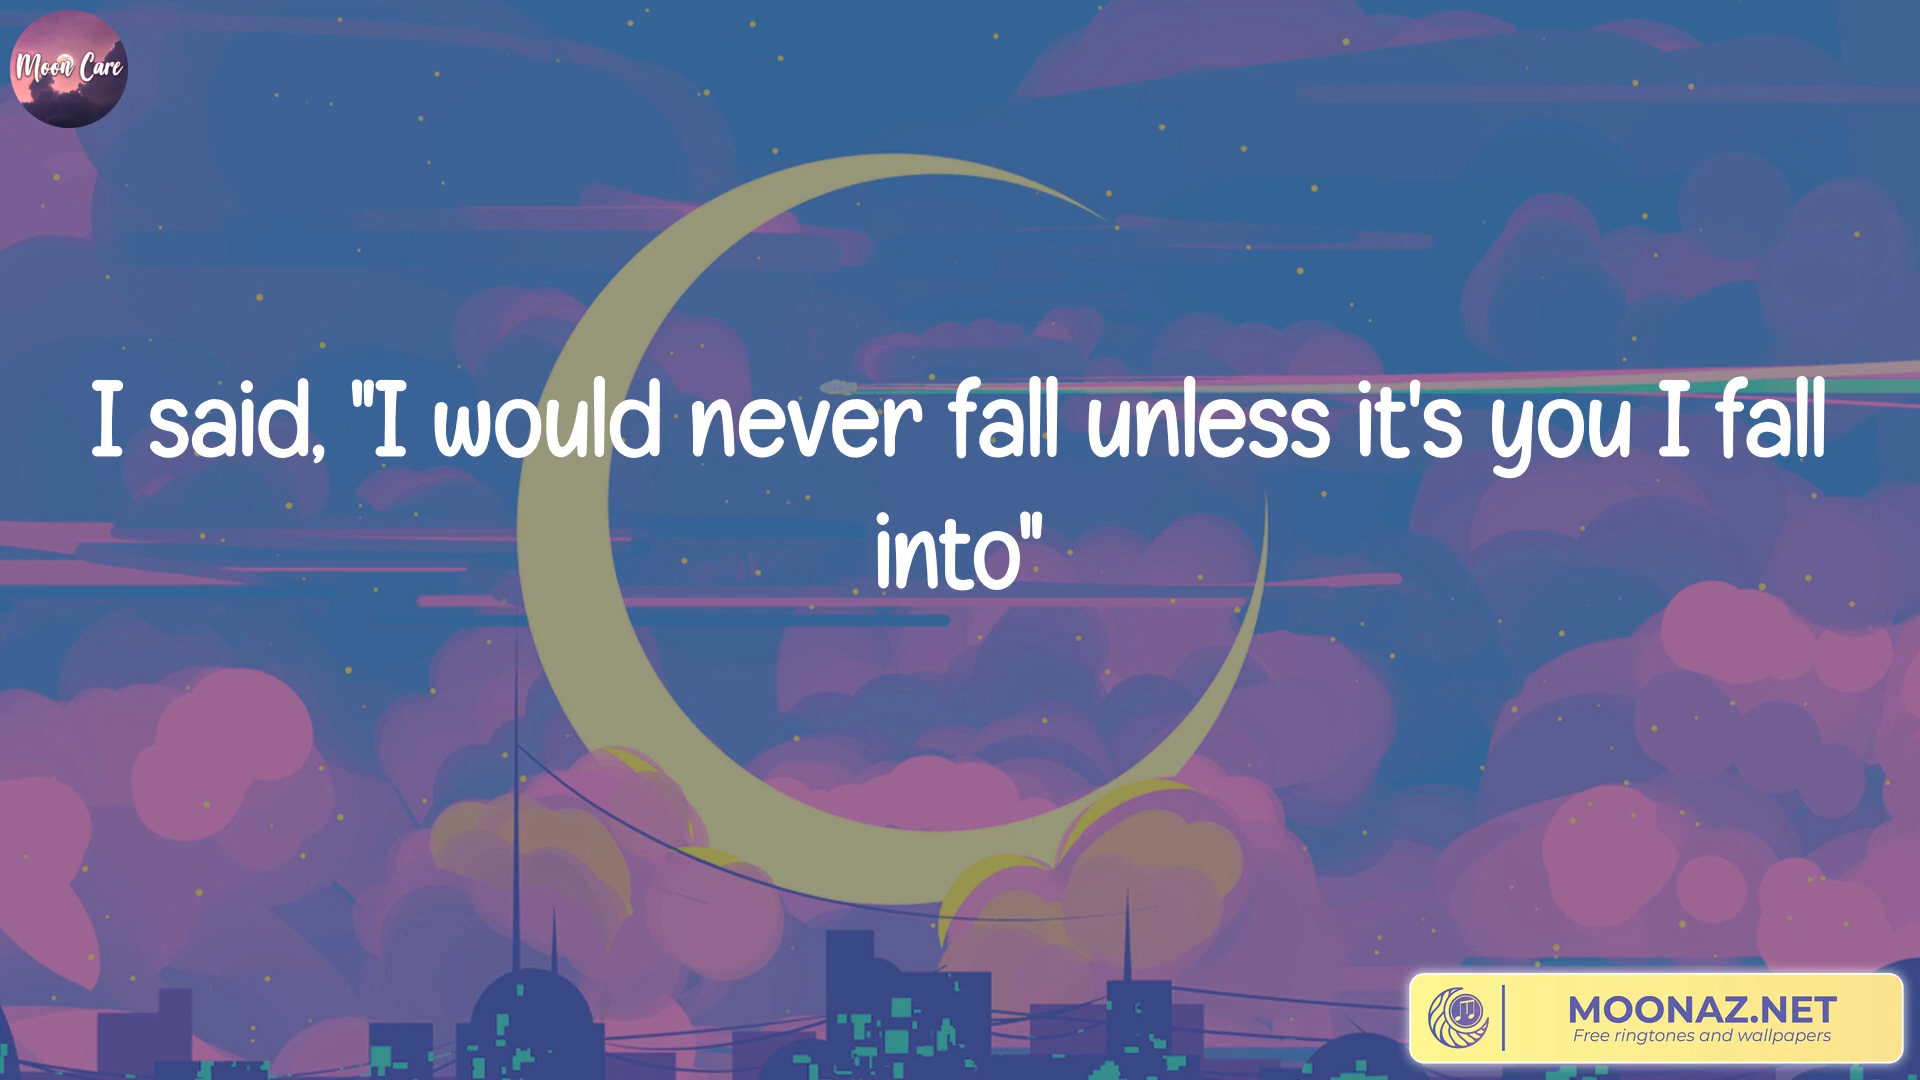 Moon Care
I said, "I would never fall unless it's you I fall
into"
MOONAZ.NET
Free ringtones and wallpapers